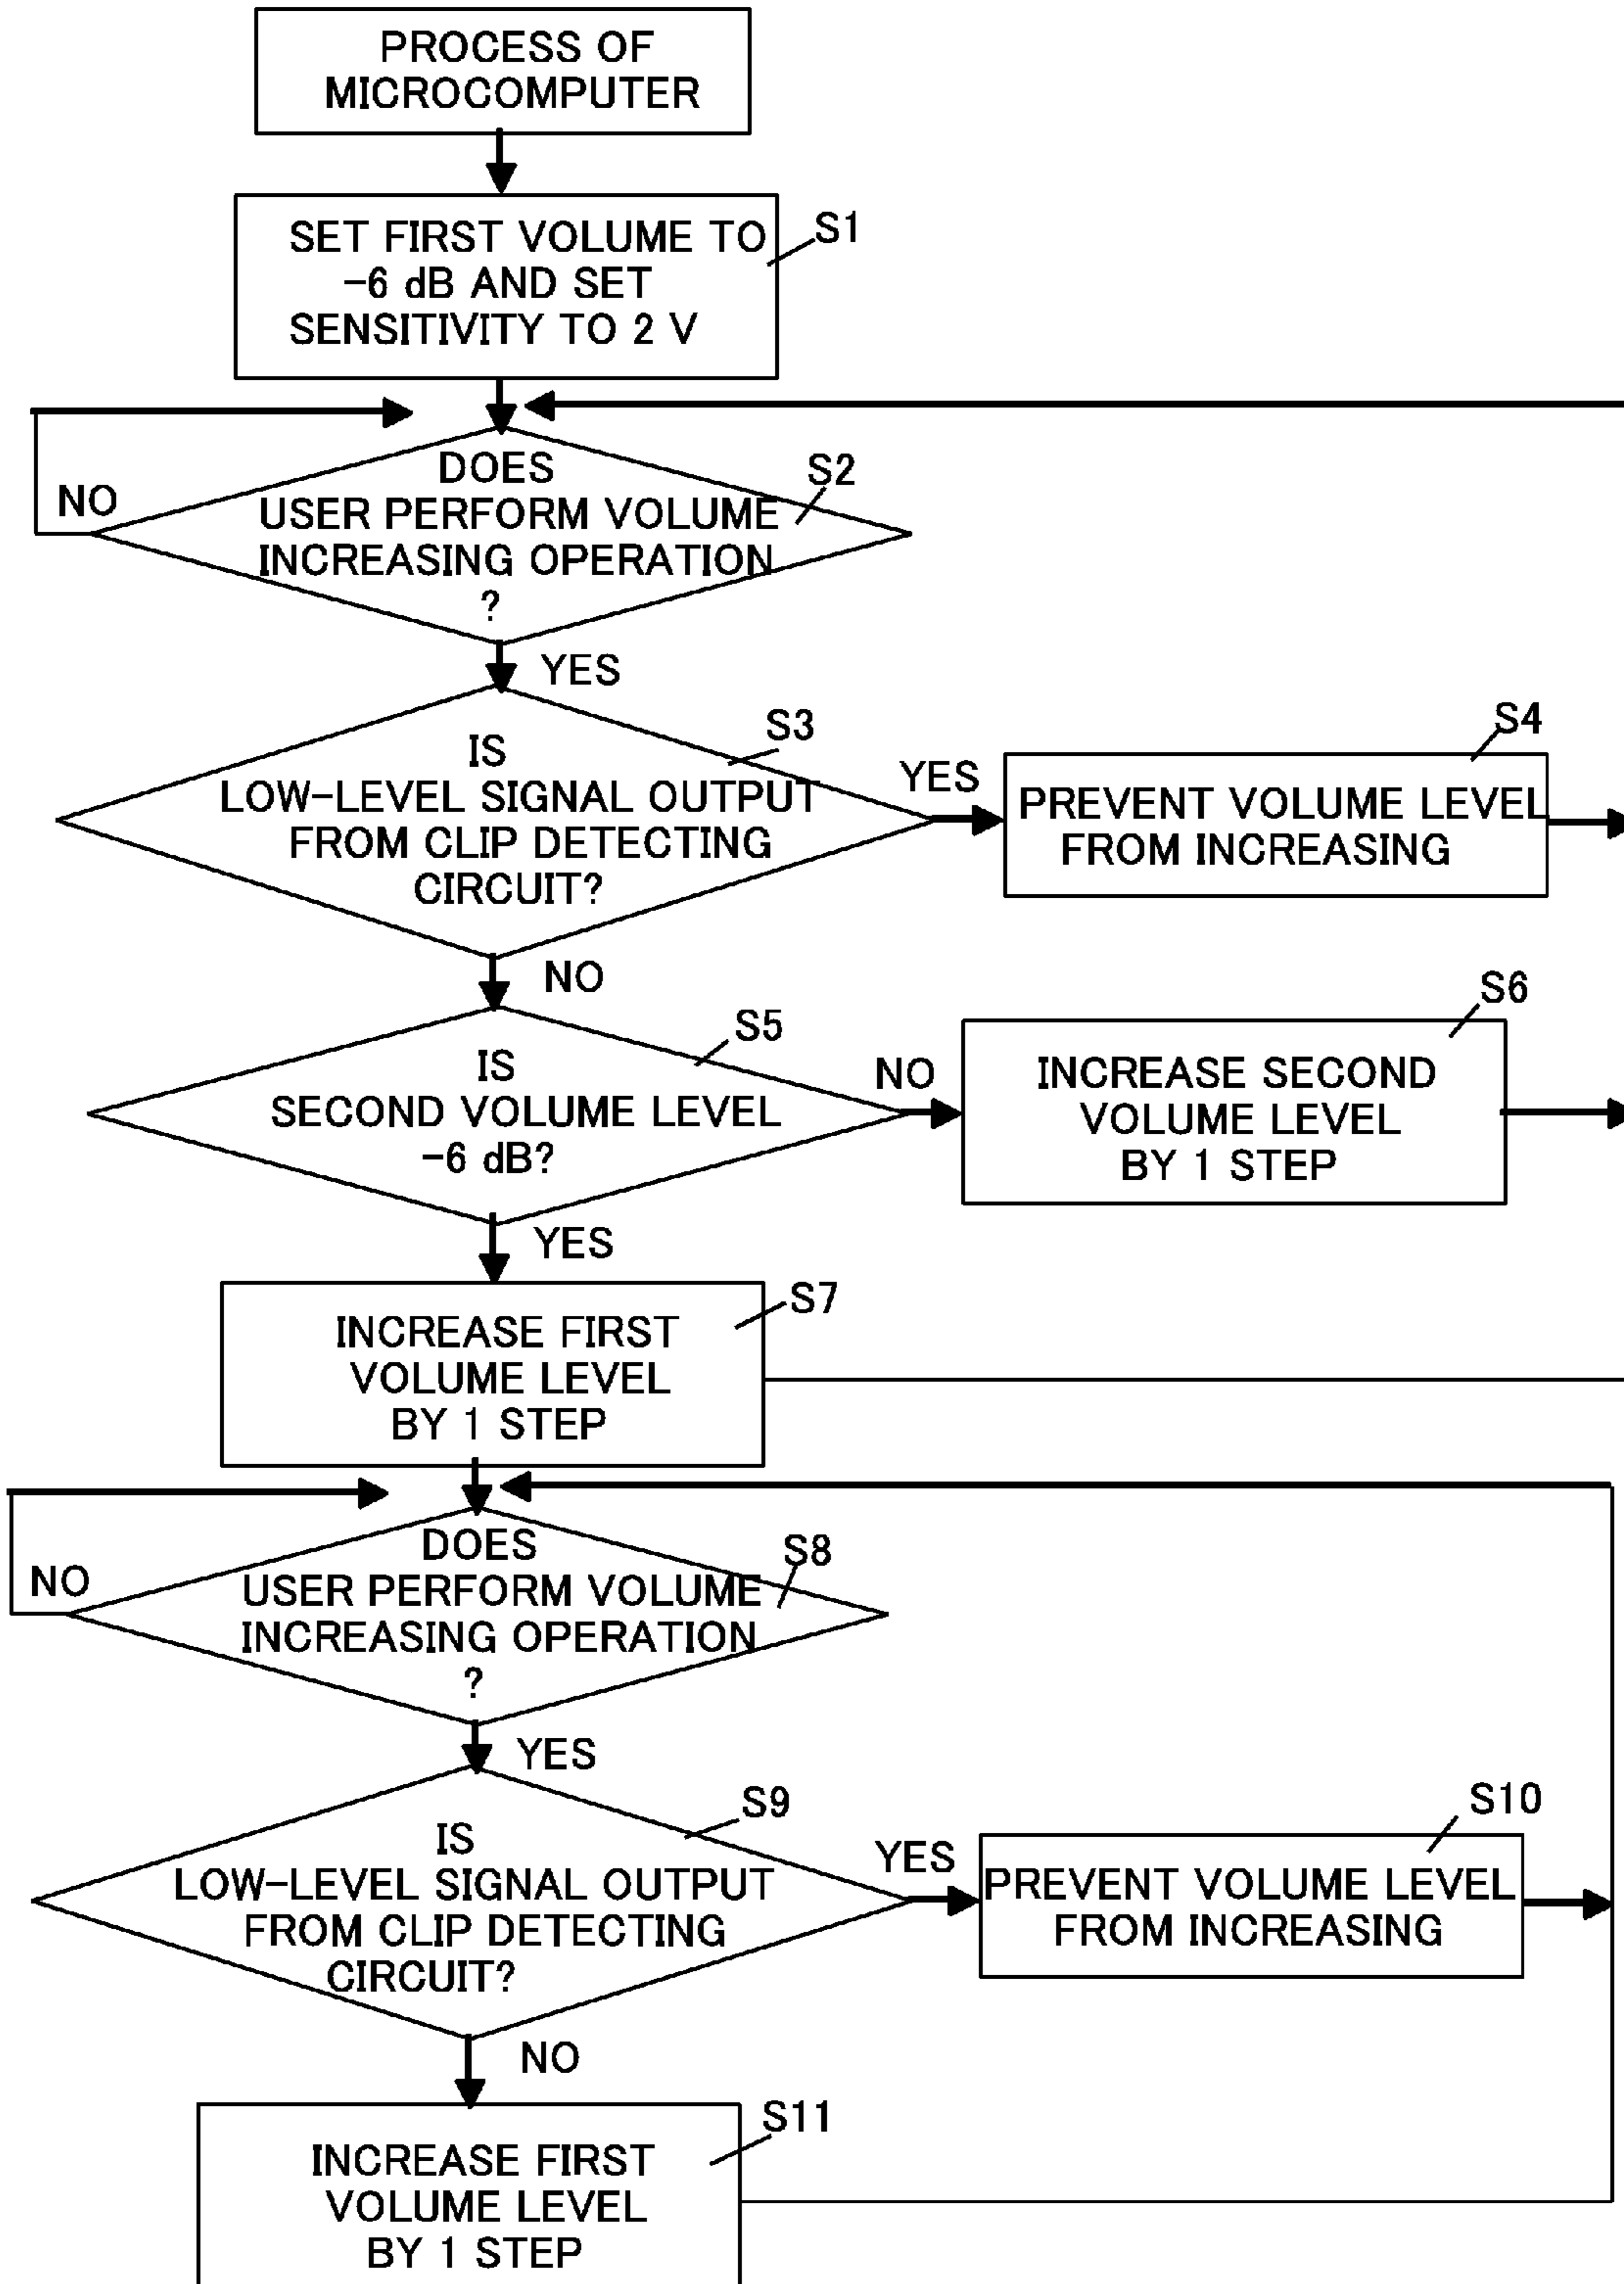 PROCESS OF
MICROCOMPUTER
SET FIRST VOLUME TO
-6 dB AND SET
SENSITIVITY TO 2 V
S1
DOES
USER PERFORM VOLUME
INCREASING OPERATION
?
S2
NO
YES
IS
LOW-LEVEL SIGNAL OUTPUT
FROM CLIP DETECTING
CIRCUIT?
S3
YES
S4
PREVENT VOLUME LEVEL
FROM INCREASING
NO
IS
SECOND VOLUME LEVEL
-6 dB?
S5
NO
S6
INCREASE SECOND
VOLUME LEVEL
BY 1 STEP
YES
INCREASE FIRST
VOLUME LEVEL
BY 1 STEP
S7
DOES
USER PERFORM VOLUME
INCREASING OPERATION
?
S8
NO
YES
IS
LOW-LEVEL SIGNAL OUTPUT
FROM CLIP DETECTING
CIRCUIT?
S9
YES
S10
PREVENT VOLUME LEVEL
FROM INCREASING
NO
INCREASE FIRST
VOLUME LEVEL
BY 1 STEP
S11